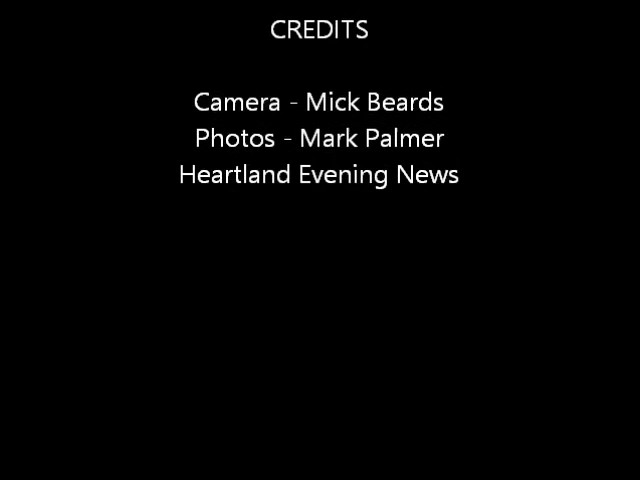 CREDITS
Camera - Mick Beards
Photos - Mark Palmer
Heartland Evening News